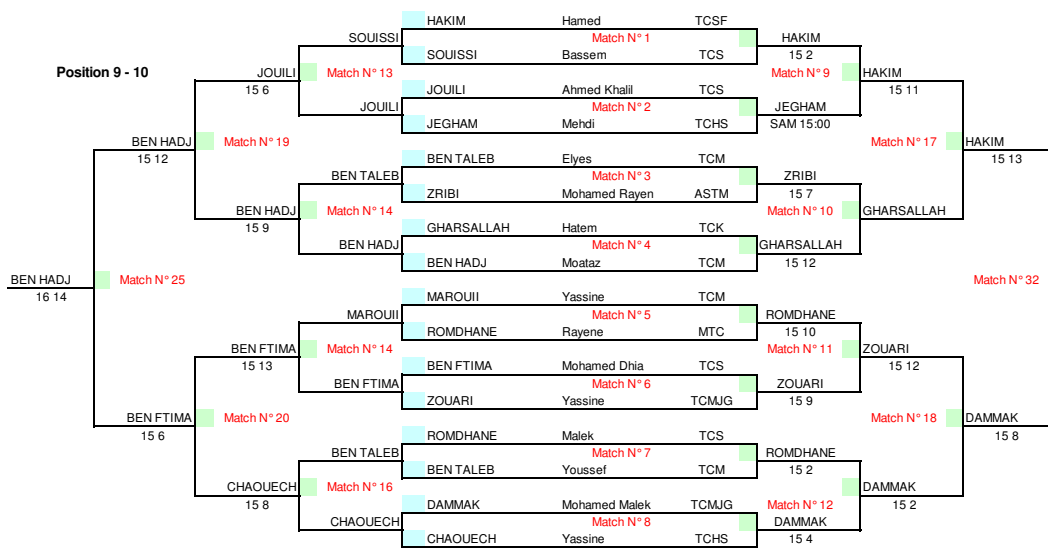 HAKIM Hamed TCSF
SOUISSI Match N° 1 HAKIM
SOUISSI Bassem TCS 15 2
Position 9 - 10 JOUILI Match N° 13 Match N° 9 HAKIM
15 6 JOUILI Ahmed Khalil TCS 15 11
JOUILI Match N° 2 JEGHAM
JEGHAM Mehdi TCHS SAM 15:00
BEN HADJ Match N° 19 Match N° 17 HAKIM
15 12 BEN TALEB Elyes TCM 15 13
BEN TALEB Match N° 3 ZRIBI
ZRIBI Mohamed Rayen ASTM 15 7
BEN HADJ Match N° 14 Match N° 10 GHARSALLAH
15 9 GHARSALLAH Hatem TCK
BEN HADJ Match N° 4 GHARSALLAH
BEN HADJ Moataz TCM 15 12
BEN HADJ Match N° 25 Match N° 32
16 14 MAROUII Yassine TCM
MAROUII Match N° 5 ROMDHANE
ROMDHANE Rayene MTC 15 10
BEN FTIMA Match N° 14 Match N° 11 ZOUARI
15 13 BEN FTIMA Mohamed Dhia TCS 15 12
BEN FTIMA Match N° 6 ZOUARI
ZOUARI Yassine TCMJG 15 9
BEN FTIMA Match N° 20 Match N° 18 DAMMAK
15 6 ROMDHANE Malek TCS 15 8
BEN TALEB Match N° 7 ROMDHANE
BEN TALEB Youssef TCM 15 2
CHAOUECH Match N° 16 DAMMAK
15 8 DAMMAK Mohamed Malek TCMJG Match N° 12 15 2
CHAOUECH Match N° 8 DAMMAK
CHAOUECH Yassine TCHS 15 4